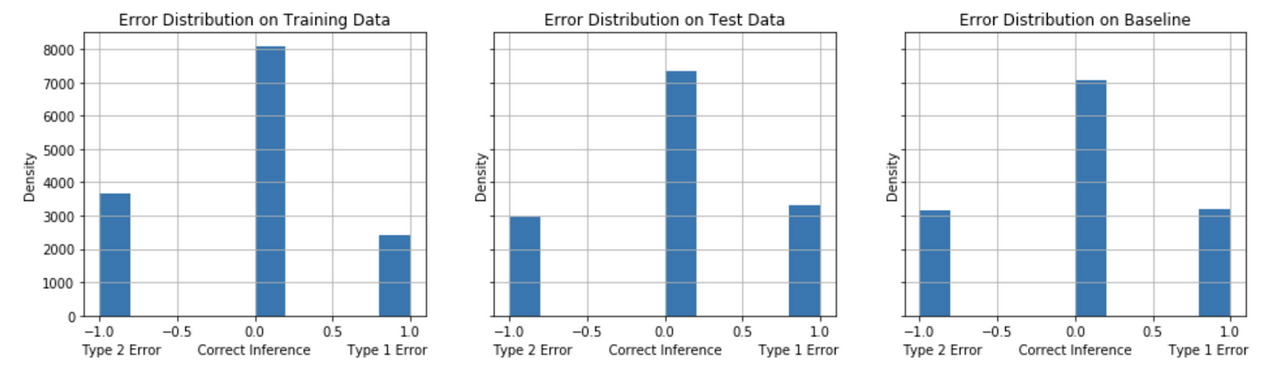 Error Distribution on Training Data
Density
8000
7000
6000
5000
4000
3000
2000
1000
0
−1.0 −0.5 0.0 0.5 1.0
Type 2 Error Correct Inference Type 1 Error
Error Distribution on Test Data
Density
−1.0 −0.5 0.0 0.5 1.0
Type 2 Error Correct Inference Type 1 Error
Error Distribution on Baseline
Density
−1.0 −0.5 0.0 0.5 1.0
Type 2 Error Correct Inference Type 1 Error